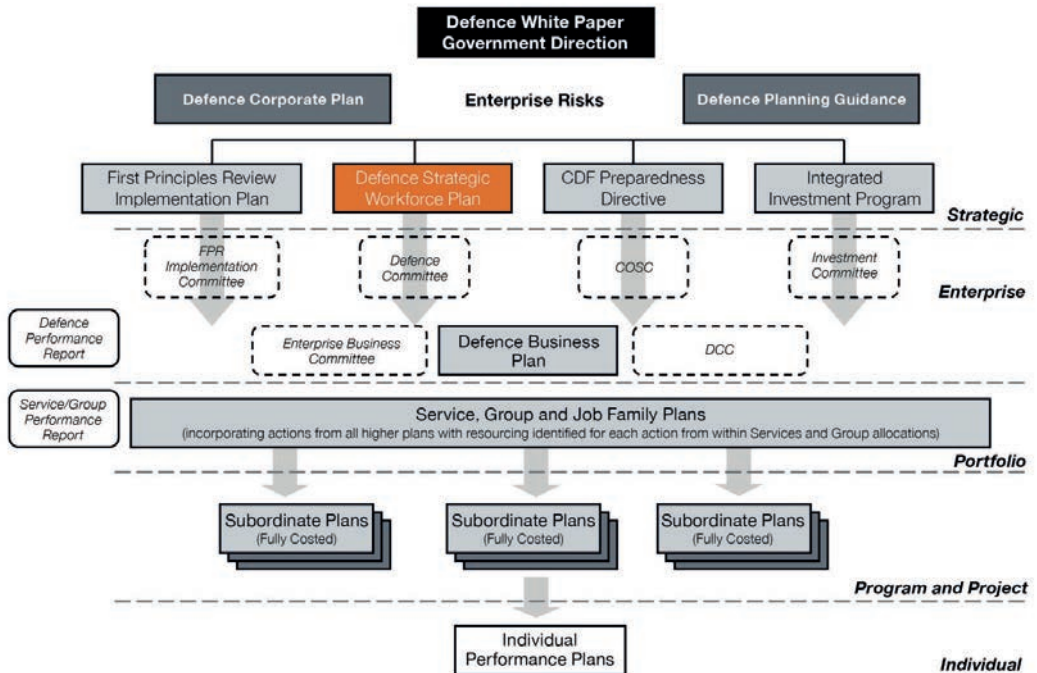 Defence White Paper
Government Direction
Defence Corporate Plan
Enterprise Risks
Defence Planning Guidance
First Principles Review
Implementation Plan
Defence Strategic
Workforce Plan
CDF Preparedness
Directive
Integrated
Investment Program
Strategic
FPR
Implementation
Committee
Defence
Committee
COSC
Investment
Committee
Enterprise
Defence
Performance
Report
Enterprise Business
Committee
Defence Business
Plan
DCC
Service/Group
Performance
Report
Service, Group and Job Family Plans
(incorporating actions from all higher plans with resourcing identified for each action from within Services and Group allocations)
Portfolio
Subordinate Plans
(Fully Costed)
Subordinate Plans
(Fully Costed)
Subordinate Plans
(Fully Costed)
Program and Project
Individual
Performance Plans
Individual